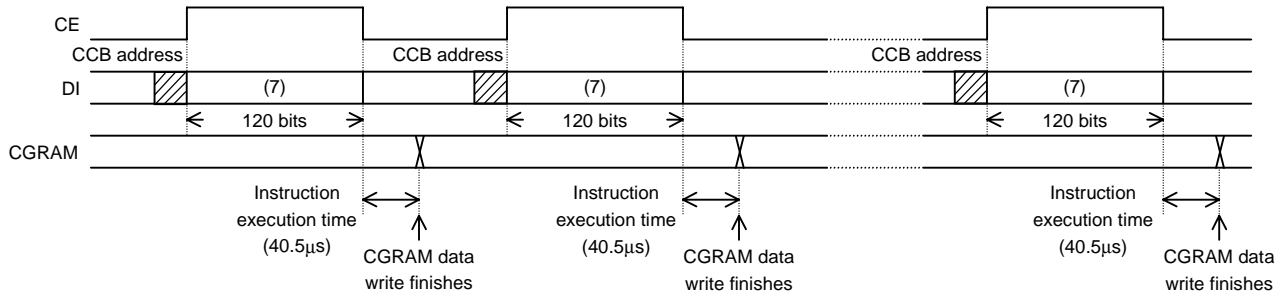 CE
CCB address CCB address CCB address
DI (7) (7) (7)
120 bits 120 bits 120 bits
CGRAM
Instruction Instruction Instruction
execution time execution time execution time
(40.5μs) (40.5μs) (40.5μs)
CGRAM data CGRAM data CGRAM data
write finishes write finishes write finishes